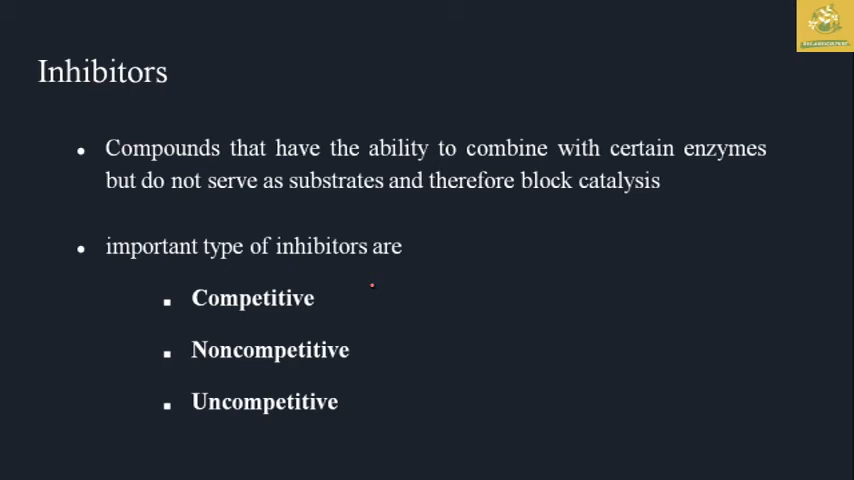 Inhibitors
• Compounds that have the ability to combine with certain enzymes
but do not serve as substrates and therefore block catalysis
• important type of inhibitors are
▪ Competitive
▪ Noncompetitive
▪ Uncompetitive